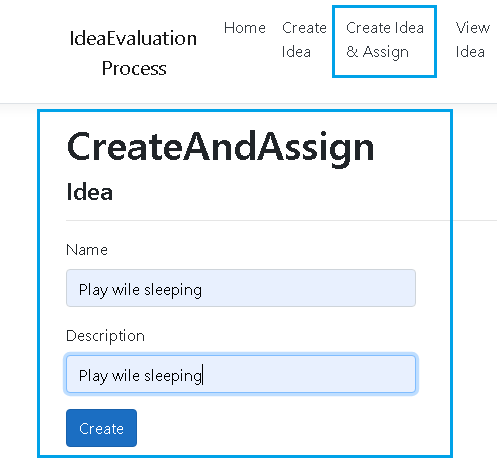 IdeaEvaluation Process
Home
Create Idea
Create Idea & Assign
View Idea
CreateAndAssign
Idea
Name
Play wile sleeping
Description
Play wile sleeping
Create